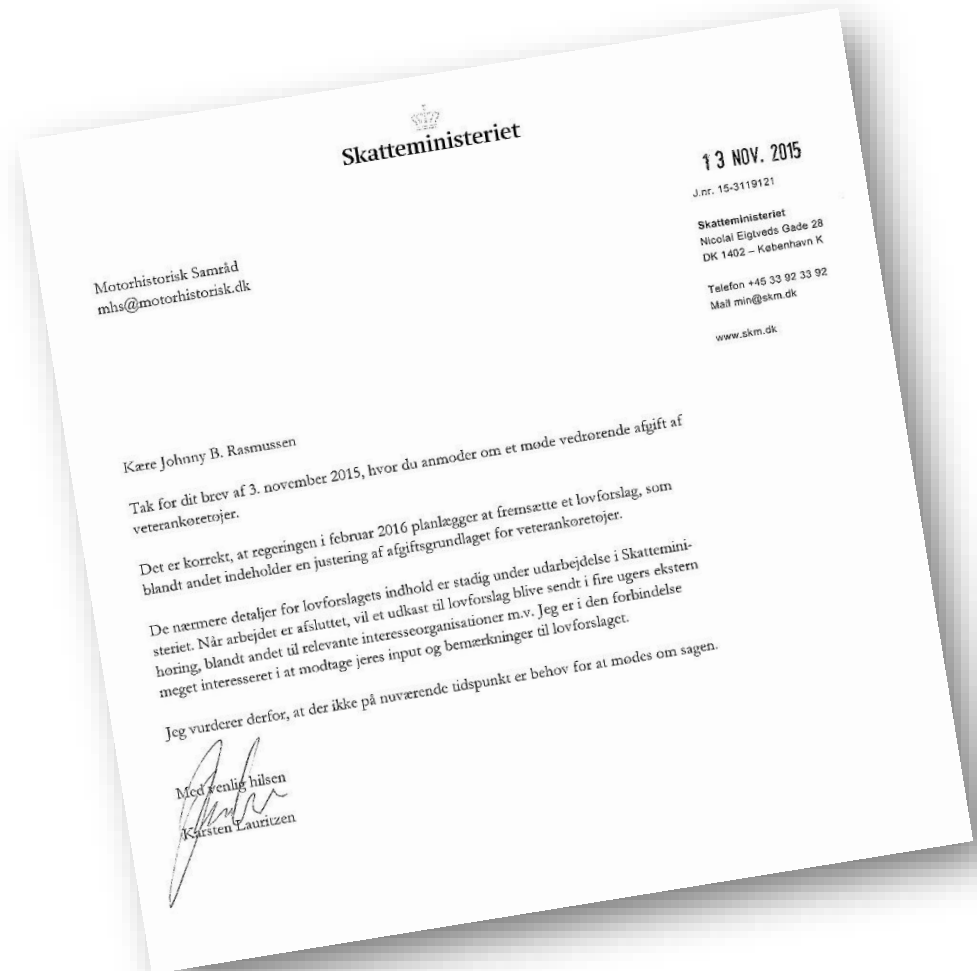 Skatteministeriet
13 NOV. 2015
J.nr. 15-3119121
Skatteministeriet
Nicolai Eigtveds Gade 28
DK 1402 – København K
Telefon +45 33 92 33 92
Mail min@skm.dk
www.skm.dk
Motorhistorisk Samråd
mhs@motorhistorisk.dk
Kære Johnny B. Rasmussen
Tak for dit brev af 3. november 2015, hvor du anmoder om et møde vedrørende afgift af
veterankøretøjer.
Det er korrekt, at regeringen i februar 2016 planlægger at fremsætte et lovforslag, som
blandt andet indeholder en justering af afgiftsgrundlaget for veterankøretøjer.
De nærmere detaljer for lovforslagets indhold er stadig under udarbejdelse i Skattemini-
steriet. Når arbejdet er afsluttet, vil et udkast til lovforslag blive sendt i fire ugers ekstern
høring, blandt andet til relevante interesseorganisationer m.v. Jeg er i den forbindelse
meget interesseret i at modtage jeres input og bemærkninger til lovforslaget.
Jeg vurderer derfor, at der ikke på nuværende tidspunkt er behov for at mødes om sagen.
Med venlig hilsen
Karsten Lauritzen